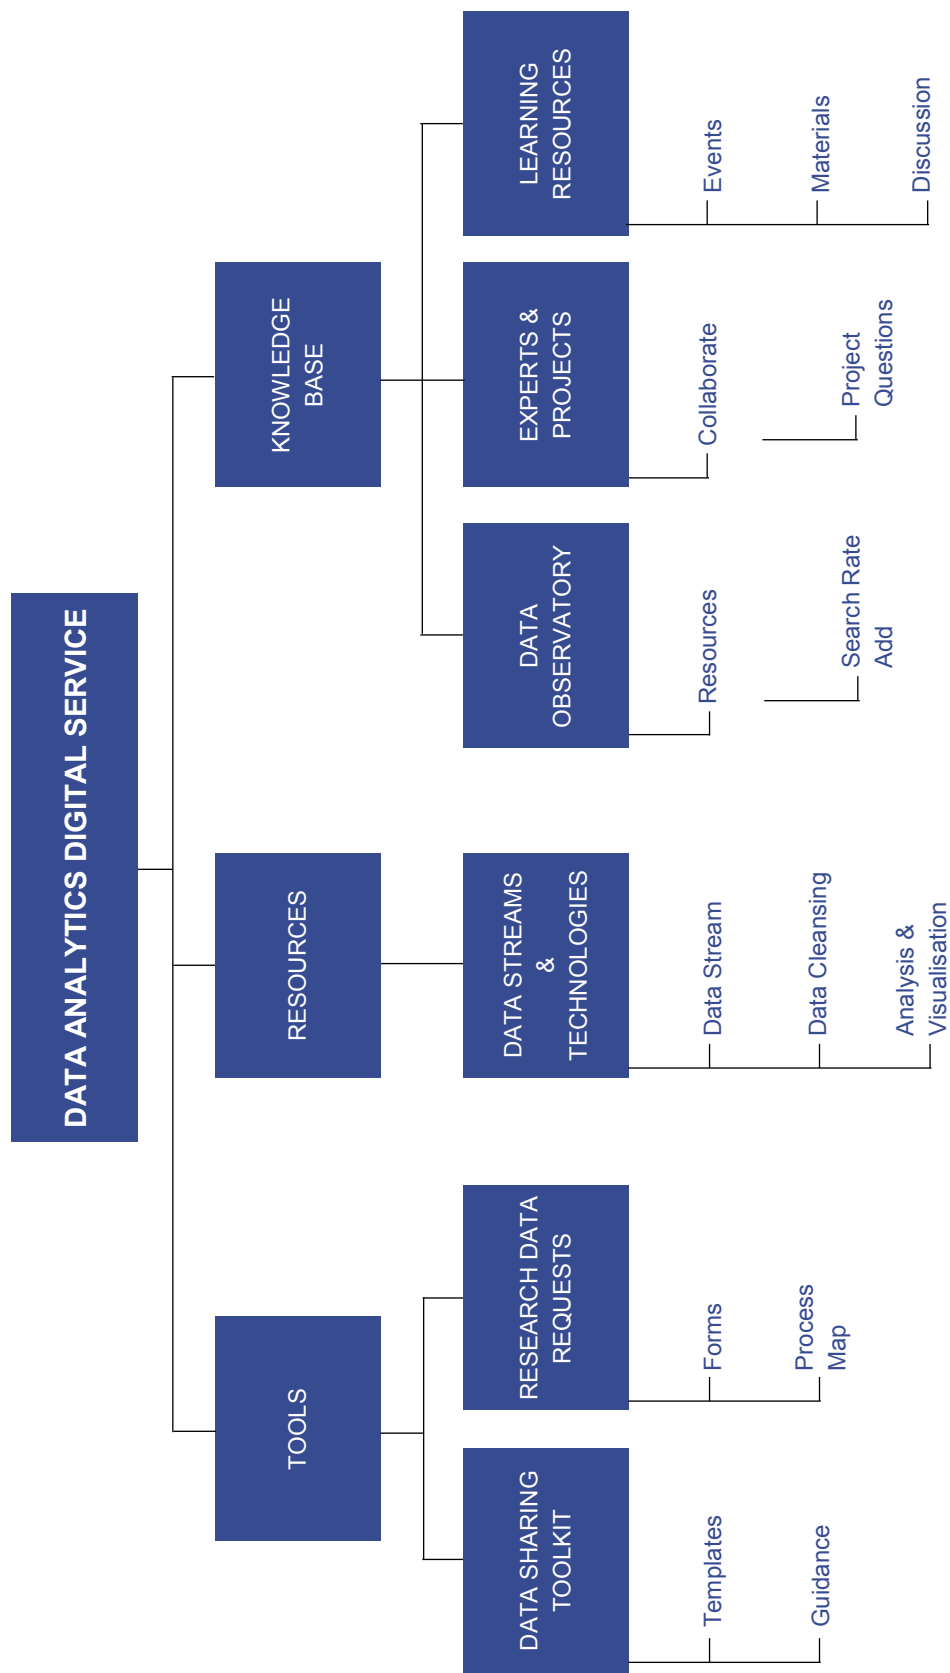 DATA ANALYTICS DIGITAL SERVICE
TOOLS
RESOURCES
KNOWLEDGE
BASE
DATA SHARING
TOOLKIT
RESEARCH DATA
REQUESTS
DATA STREAMS
&
TECHNOLOGIES
DATA
OBSERVATORY
EXPERTS &
PROJECTS
LEARNING
RESOURCES
Templates
Guidance
Forms
Process
Map
Data Stream
Data Cleansing
Analysis &
Visualisation
Resources
Search Rate
Add
Collaborate
Project
Questions
Events
Materials
Discussion